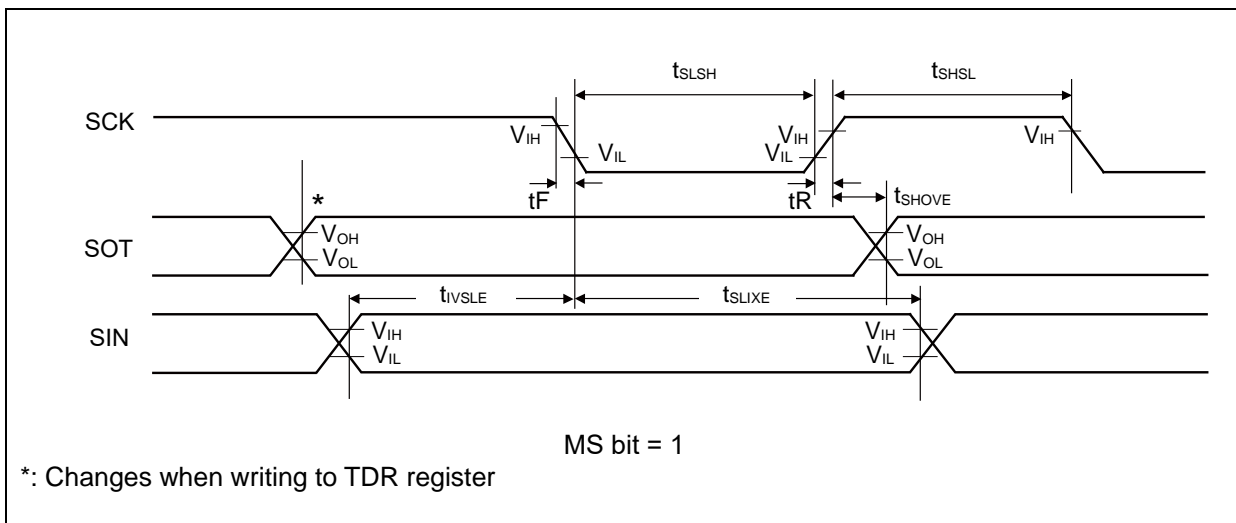 tSLSH
tSHSL
SCK
VIH
VIL
VIH
VIL
VIH
tF
tR
tSHOVE
*
SOT
VOH
VOL
VOH
VOL
tIVSLE
tSLIXE
SIN
VIH
VIL
VIH
VIL
MS bit = 1
*: Changes when writing to TDR register